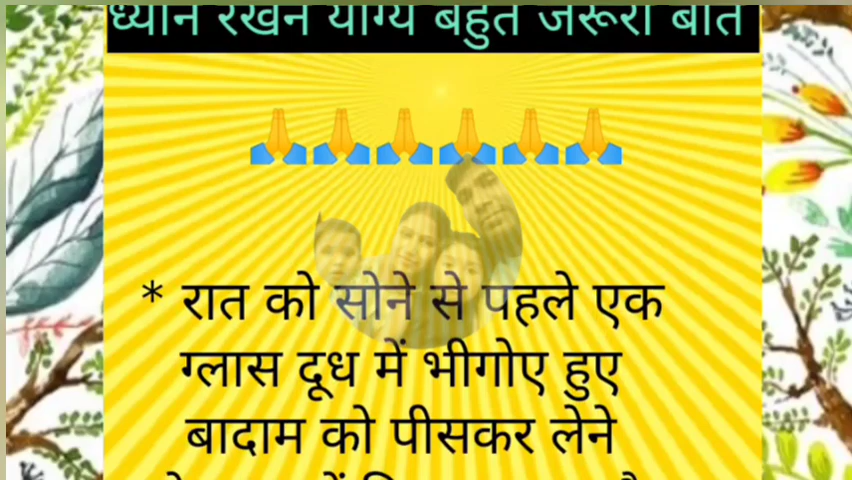 ध्यान रखने योग्य बहुत जरूरी बातें
* रात को सोने से पहले एक
ग्लास दूध में भीगोए हुए
बादाम को पीसकर लेने